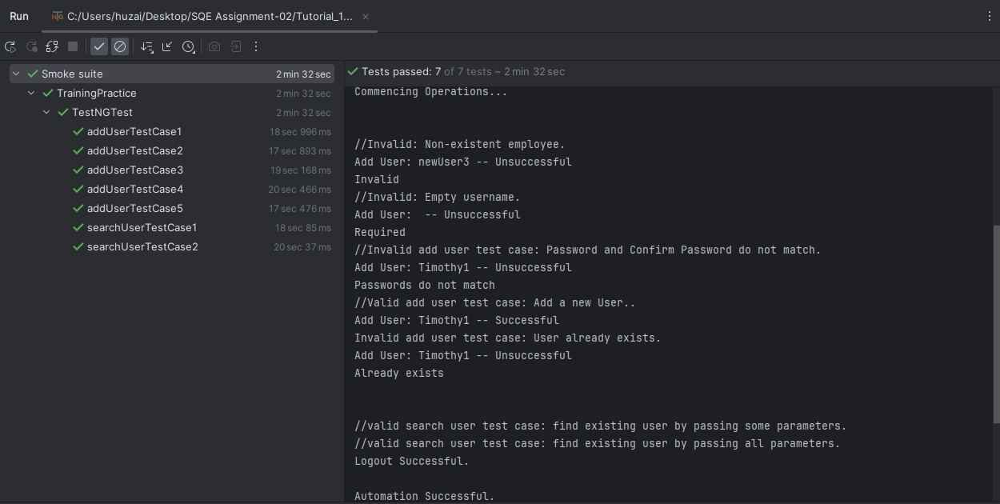 Run
C:/Users/huzai/Desktop/SQE Assignment-02/Tutorial_1...
Smoke suite 2 min 32 sec
TrainingPractice 2 min 32 sec
TestNGTest 2 min 32 sec
addUserTestCase1 18 sec 996 ms
addUserTestCase2 17 sec 893 ms
addUserTestCase3 19 sec 168 ms
addUserTestCase4 20 sec 466 ms
addUserTestCase5 17 sec 476 ms
searchUserTestCase1 18 sec 85 ms
searchUserTestCase2 20 sec 37 ms
Tests passed: 7 of 7 tests – 2 min 32 sec
Commencing Operations...
//Invalid: Non-existent employee.
Add User: newUser3 -- Unsuccessful
Invalid
//Invalid: Empty username.
Add User:  -- Unsuccessful
Required
//Invalid add user test case: Password and Confirm Password do not match.
Add User: Timothy1 -- Unsuccessful
Passwords do not match
//Valid add user test case: Add a new User..
Add User: Timothy1 -- Successful
Invalid add user test case: User already exists.
Add User: Timothy1 -- Unsuccessful
Already exists
//valid search user test case: find existing user by passing some parameters.
//valid search user test case: find existing user by passing all parameters.
Logout Successful.
Automation Successful.